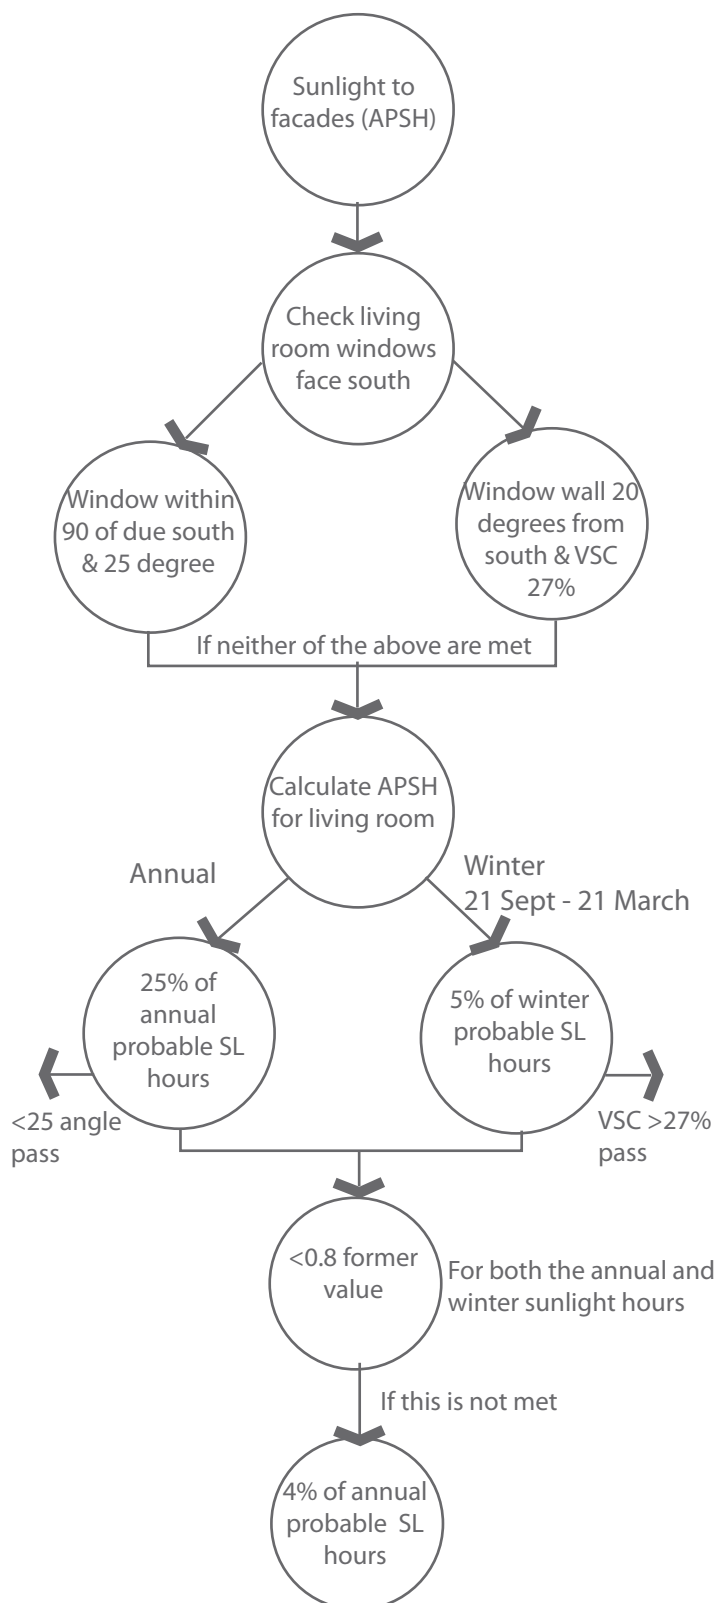 Sunlight to
facades (APSH)
Check living
room windows
face south
Window within
90 of due south
& 25 degree
Window wall 20
degrees from
south & VSC
27%
If neither of the above are met
Calculate APSH
for living room
Annual
Winter
21 Sept - 21 March
25% of
annual
probable SL
hours
5% of winter
probable SL
hours
<25 angle
pass
VSC >27%
pass
<0.8 former
value
For both the annual and
winter sunlight hours
If this is not met
4% of annual
probable  SL
hours